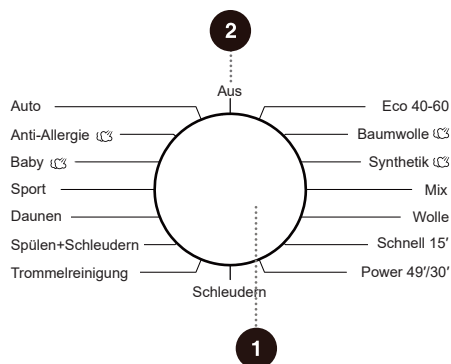 2
Aus
Auto
Eco 40-60
Anti-Allergie
Baumwolle
Baby
Synthetik
Sport
Mix
Daunen
Wolle
Spülen+Schleudern
Schnell 15′
Trommelreinigung
Power 49′/30′
Schleudern
1